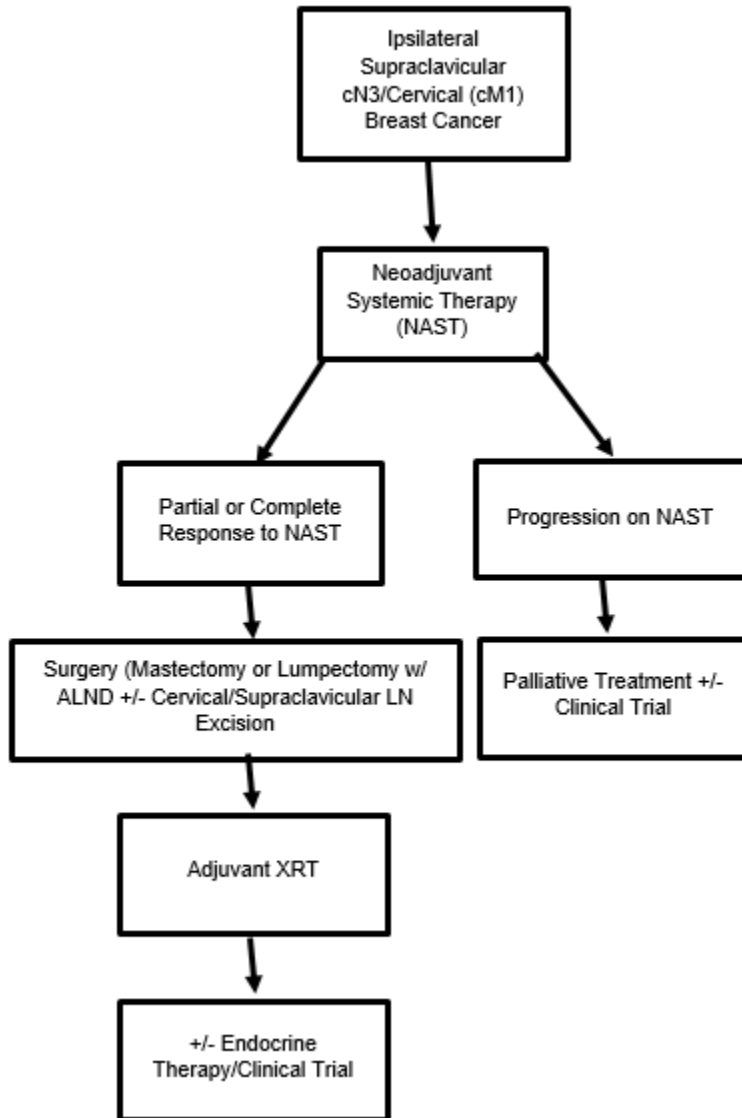 Ipsilateral
Supraclavicular
cN3/Cervical (cM1)
Breast Cancer
Neoadjuvant
Systemic Therapy
(NAST)
Partial or Complete
Response to NAST
Progression on NAST
Surgery (Mastectomy or Lumpectomy w/
ALND +/- Cervical/Supraclavicular LN
Excision
Palliative Treatment +/-
Clinical Trial
Adjuvant XRT
+/- Endocrine
Therapy/Clinical Trial